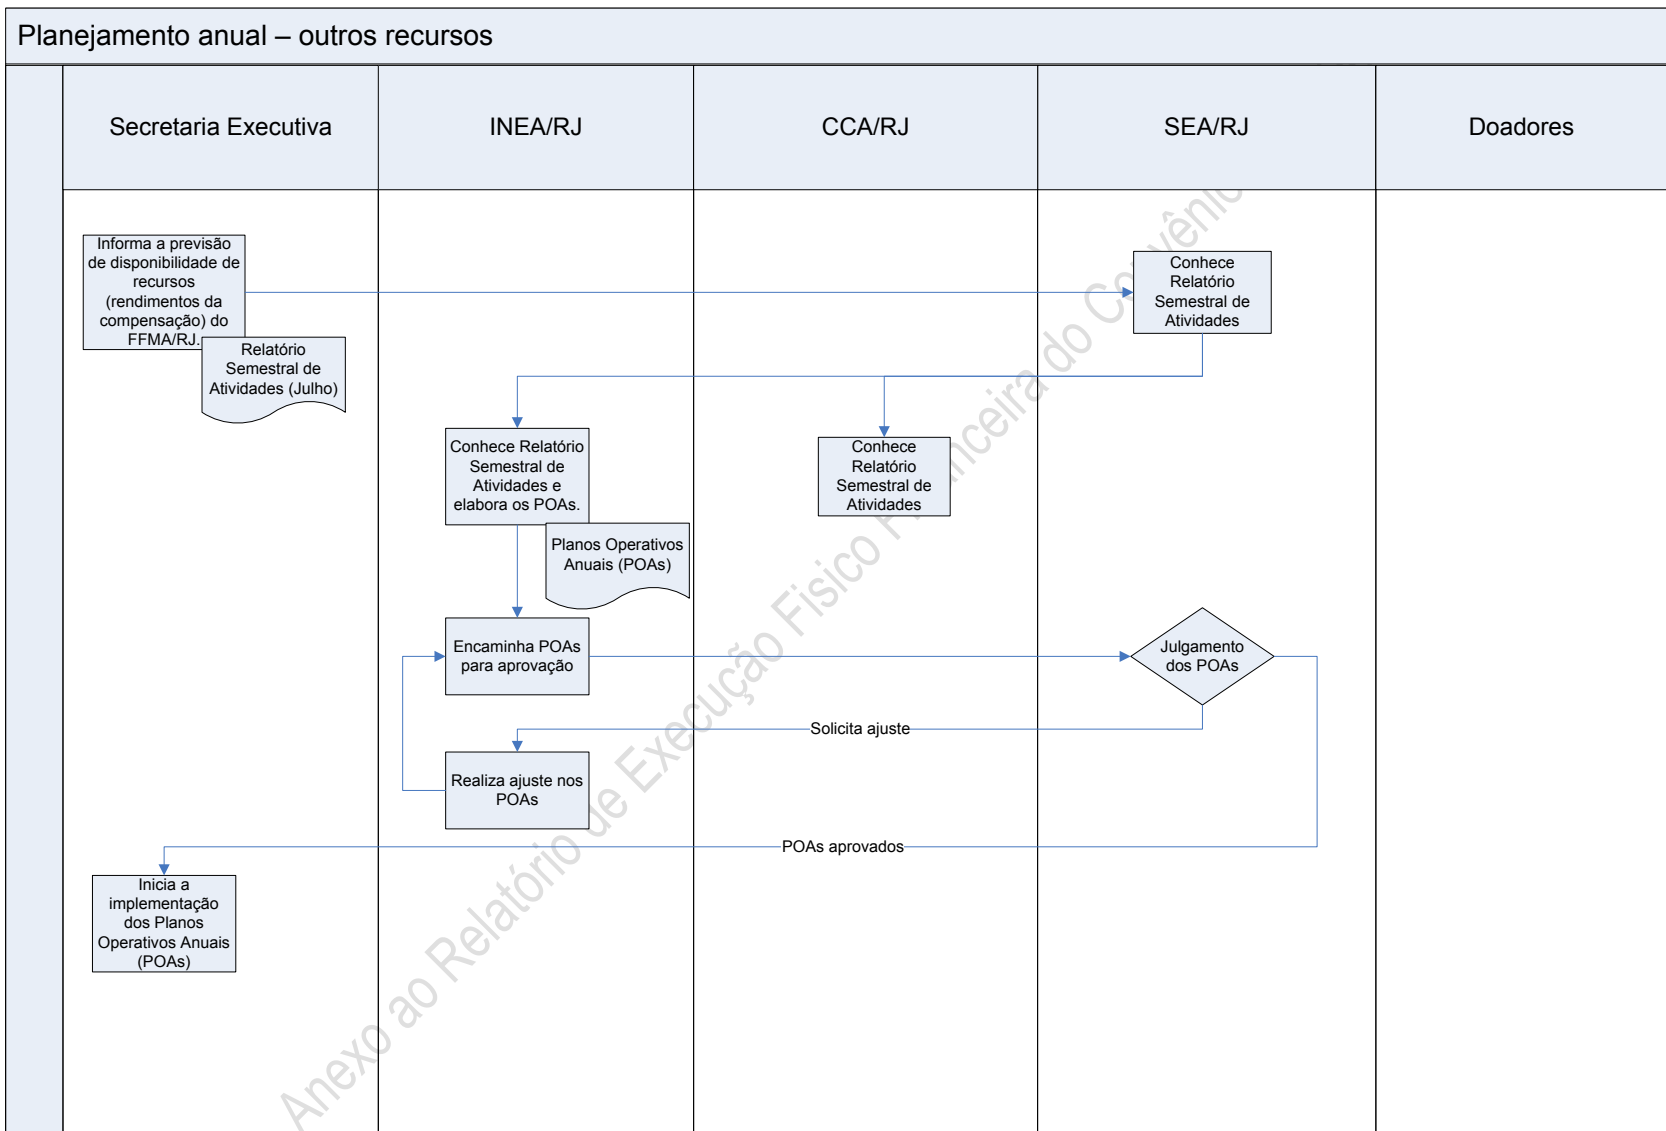 Planejamento anual – outros recursos
Secretaria Executiva
INEA/RJ
CCA/RJ
SEA/RJ
Doadores
Informa a previsão
de disponibilidade de
recursos
(rendimentos da
compensação) do
FFMA/RJ.
Relatório
Semestral de
Atividades (Julho)
Conhece
Relatório
Semestral de
Atividades
Conhece Relatório
Semestral de
Atividades e
elabora os POAs.
Planos Operativos
Anuais (POAs)
Conhece
Relatório
Semestral de
Atividades
Encaminha POAs
para aprovação
Julgamento
dos POAs
Solicita ajuste
Realiza ajuste nos
POAs
POAs aprovados
Inicia a
implementação
dos Planos
Operativos Anuais
(POAs)
Anexo ao Relatório de Execução Fisico Financeira do Convênio